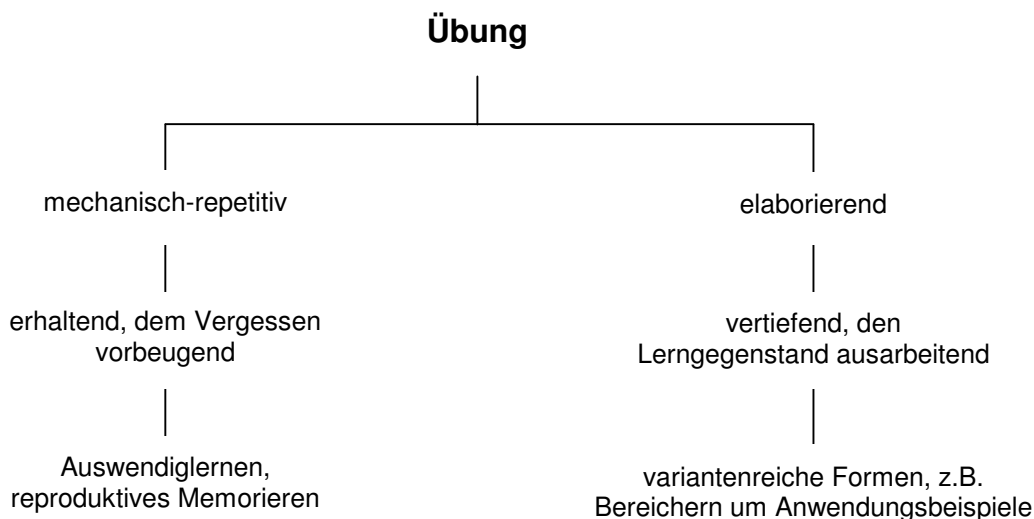 Übung
mechanisch-repetitiv
erhaltend, dem Vergessen
vorbeugend
Auswendiglernen,
reproduktives Memorieren
elaborierend
vertiefend, den
Lerngegenstand ausarbeitend
variantenreiche Formen, z.B.
Bereichern um Anwendungsbeispiele